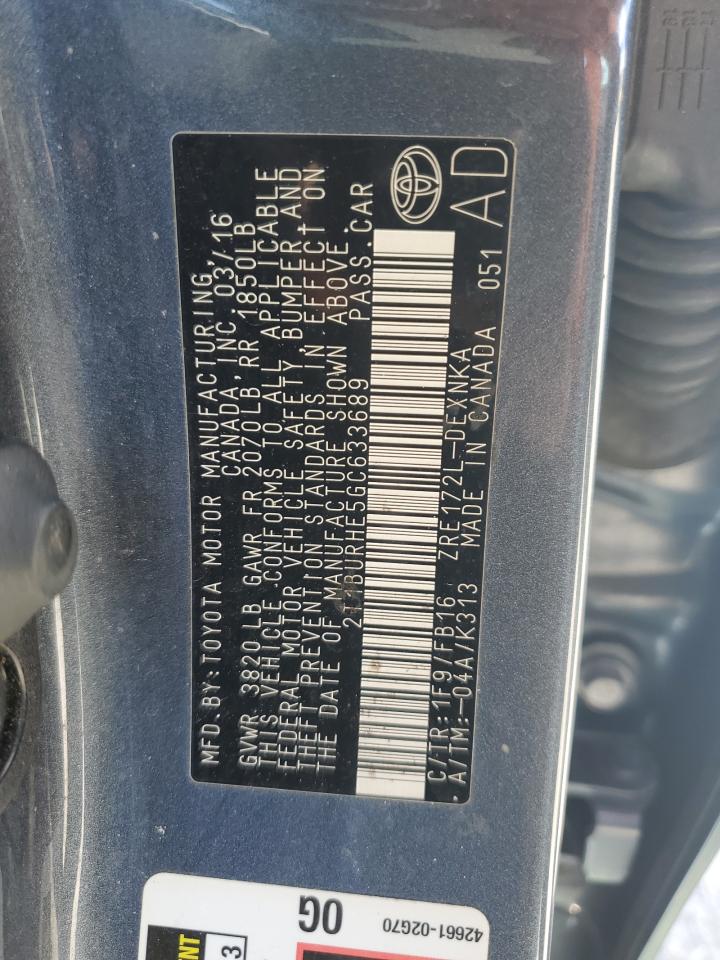 MFD. BY: TOYOTA MOTOR MANUFACTURING,
CANADA, INC. 03/16
GVWR 3820 LB GAWR FR 2070LB RR 1850LB
THIS VEHICLE CONFORMS TO ALL APPLICABLE
FEDERAL MOTOR VEHICLE SAFETY, BUMPER, AND
THEFT PREVENTION STANDARDS IN EFFECT ON
THE DATE OF MANUFACTURE SHOWN ABOVE.
2T1BURHE5GC633689 PASS. CAR
C/TR: 1F9/FB16 ZRE172L-DEXNKA
A/TM: -04A/K313 MADE IN CANADA 051
AD
0G
42661-02G70
3